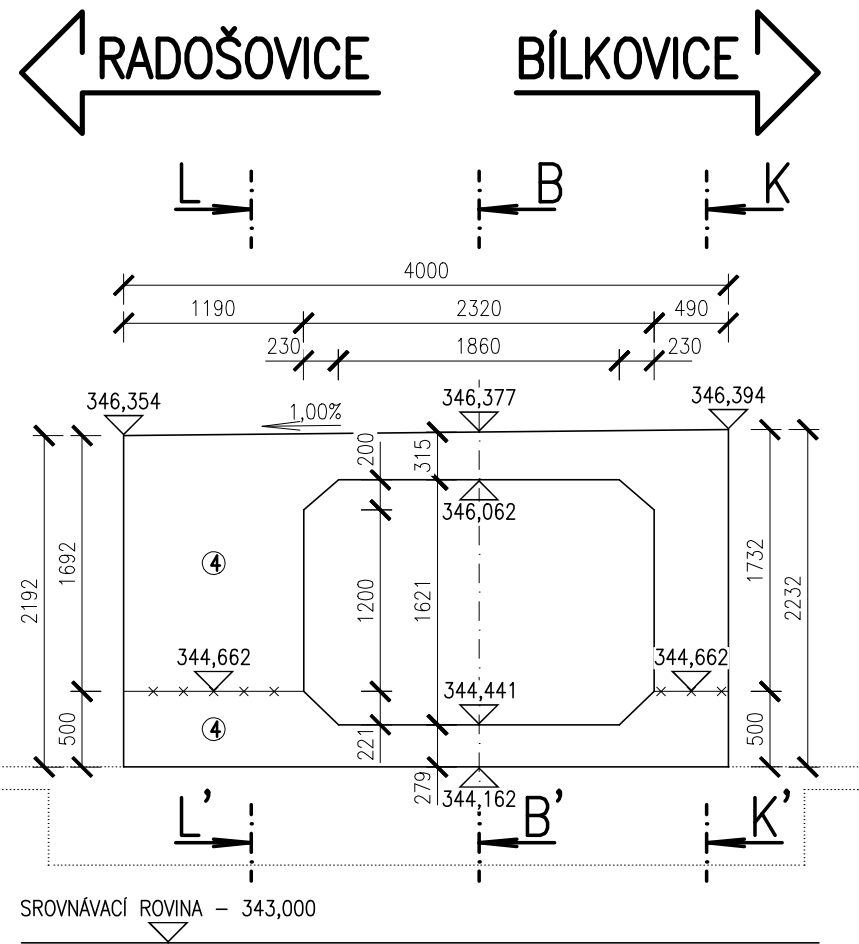 RADOŠOVICE BÍLKOVICE
L B K
4000
1190 2320 490
230 1860 230
346,354 346,377 346,394
1,00%
200 315
346,062
4
2192 1692 1200 1621 1732 2232
344,662 344,662
344,441
4
500 221 500
279
344,162
L' B' K'
SROVNÁVACÍ ROVINA - 343,000